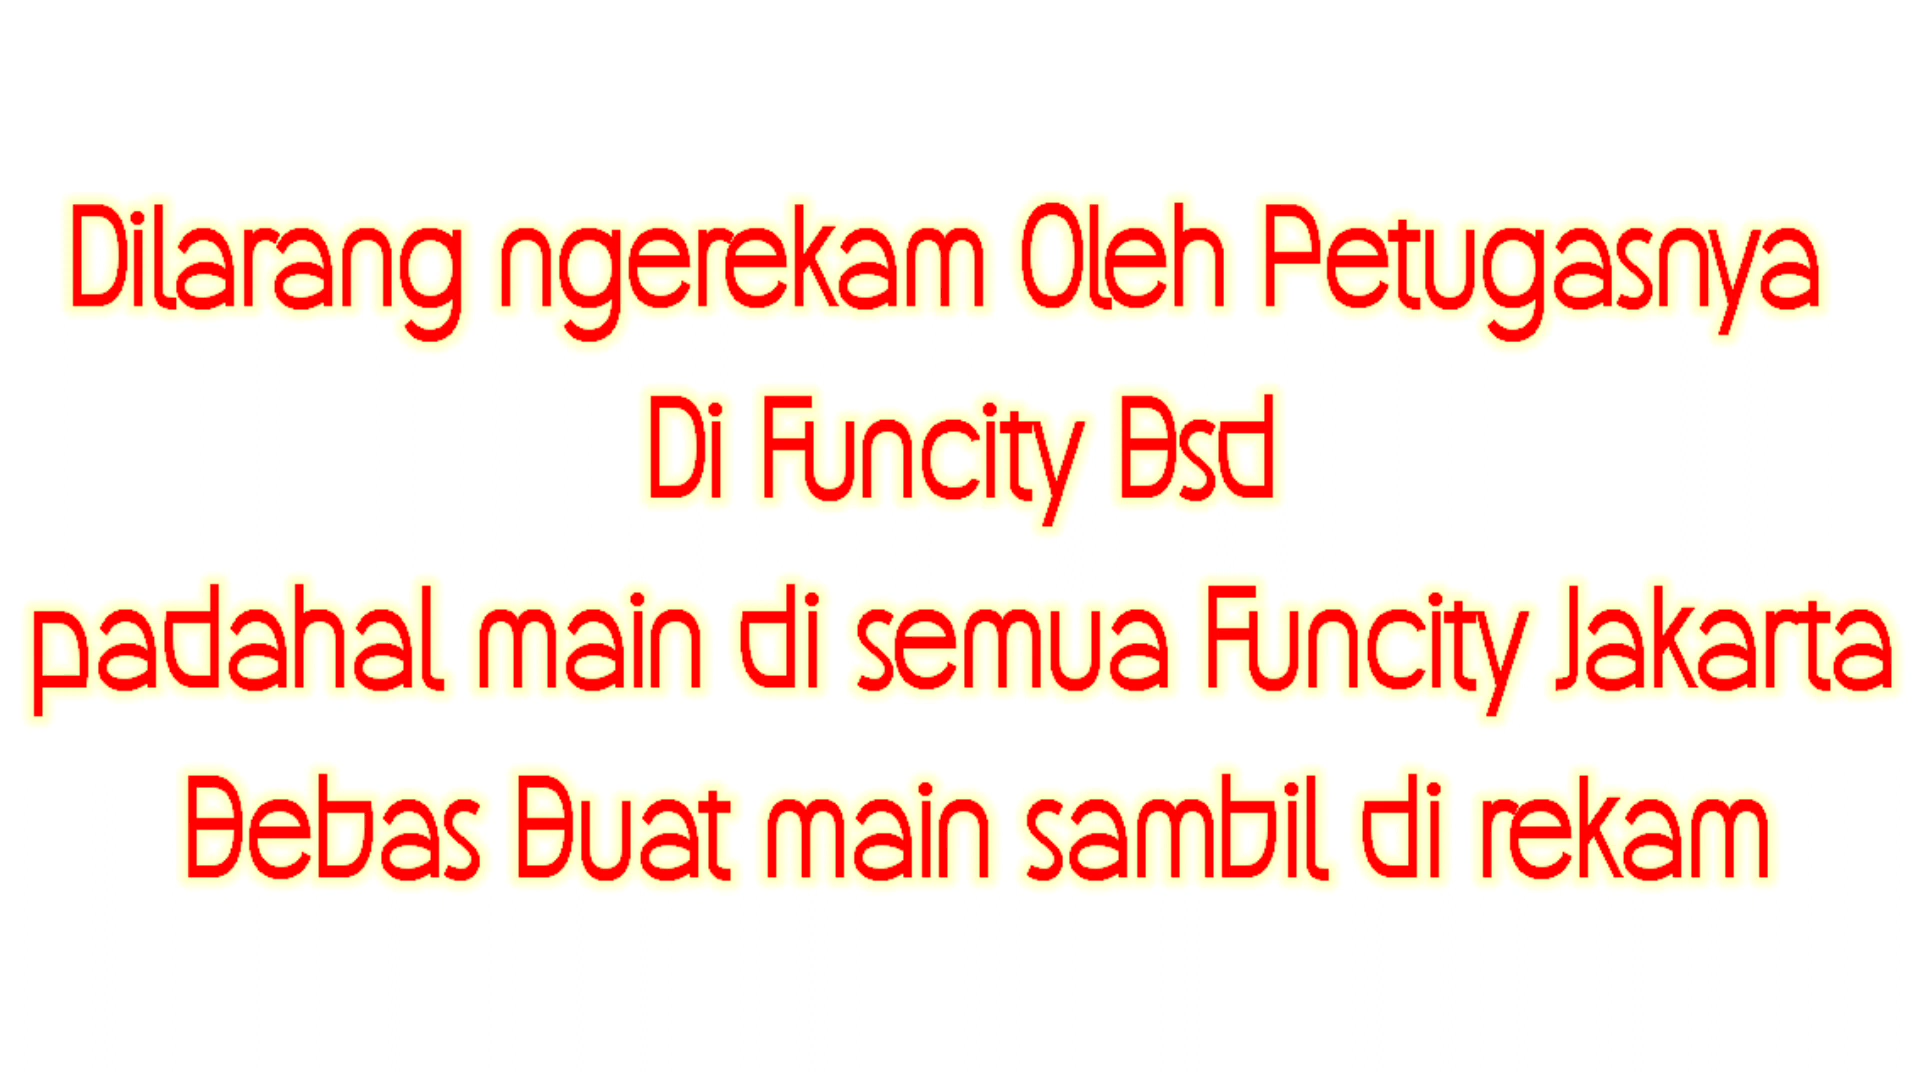 Dilarang ngerekam Oleh Petugasnya
Di Funcity Bsd
padahal main di semua Funcity Jakarta
Bebas Buat main sambil di rekam